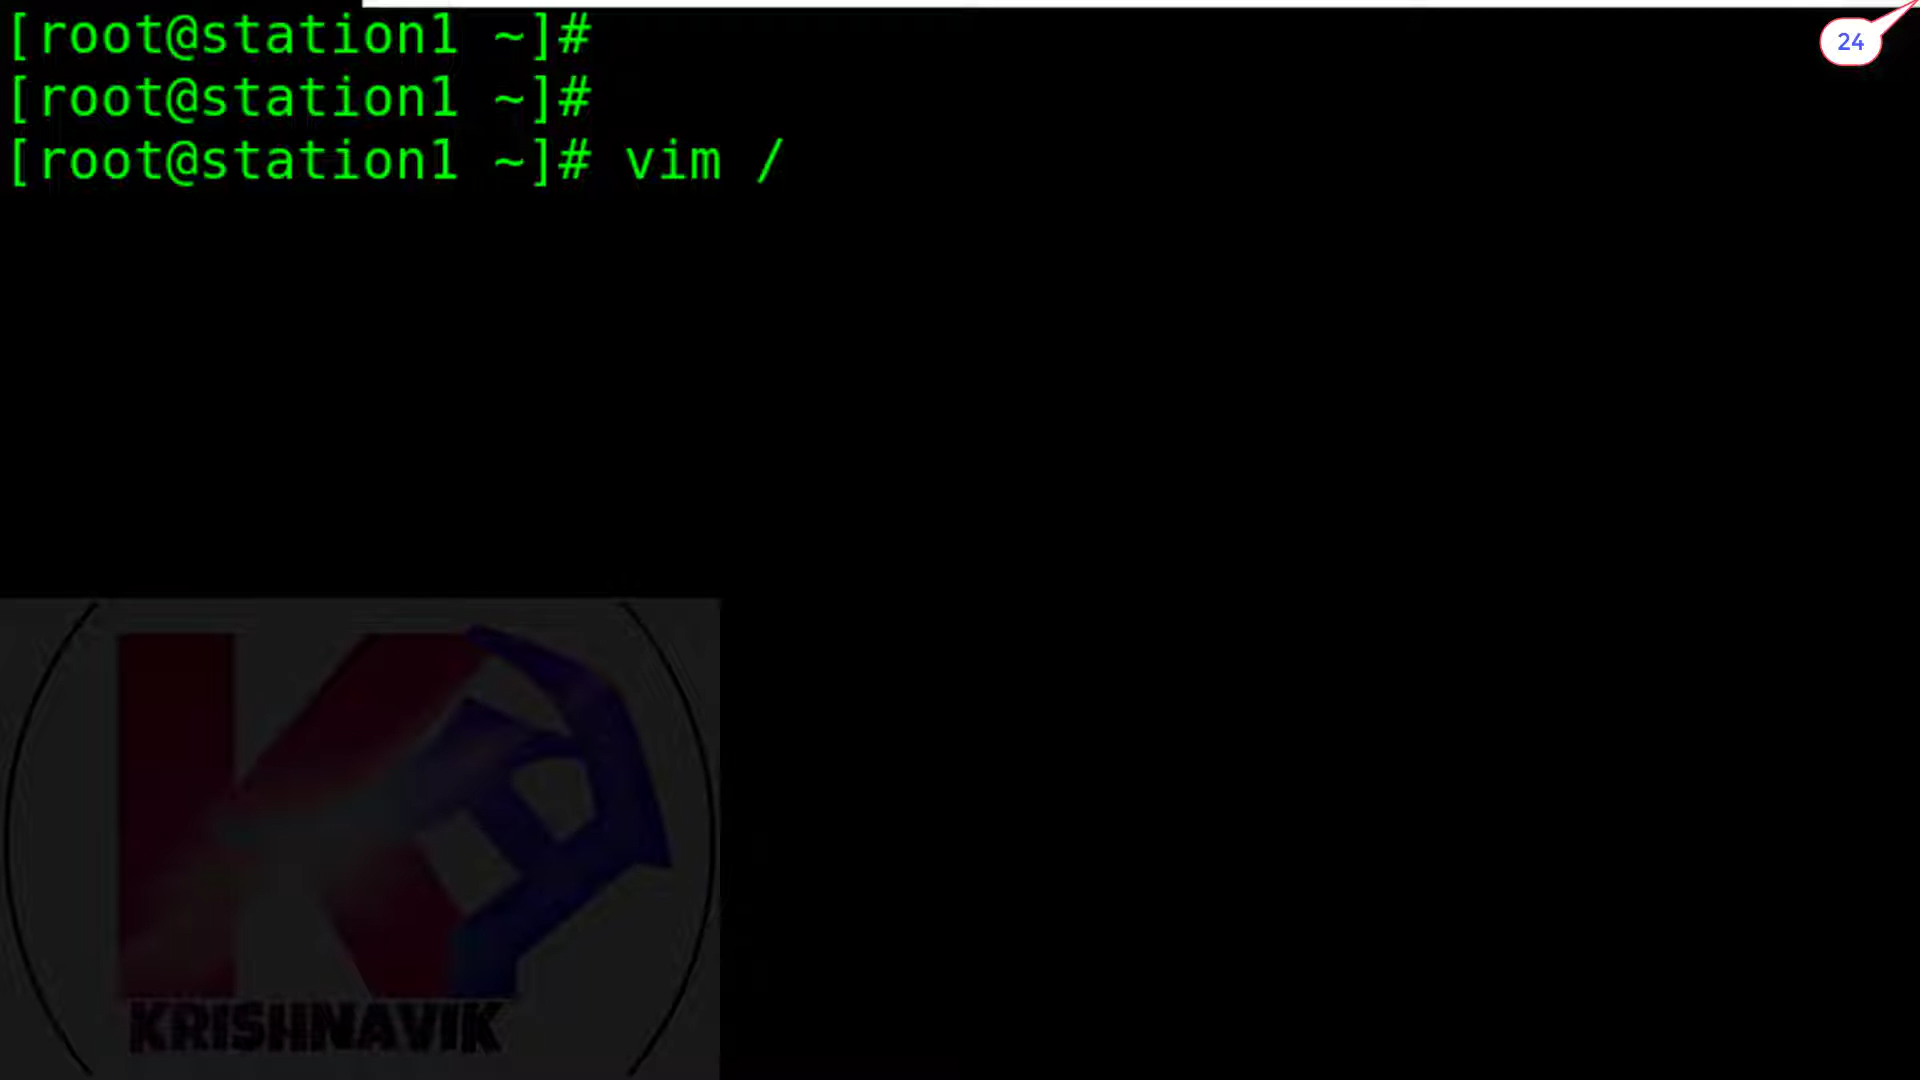 [root@station1 ~]#
24
[root@station1 ~]#
[root@station1 ~]# vim /
KRISHNAVIK